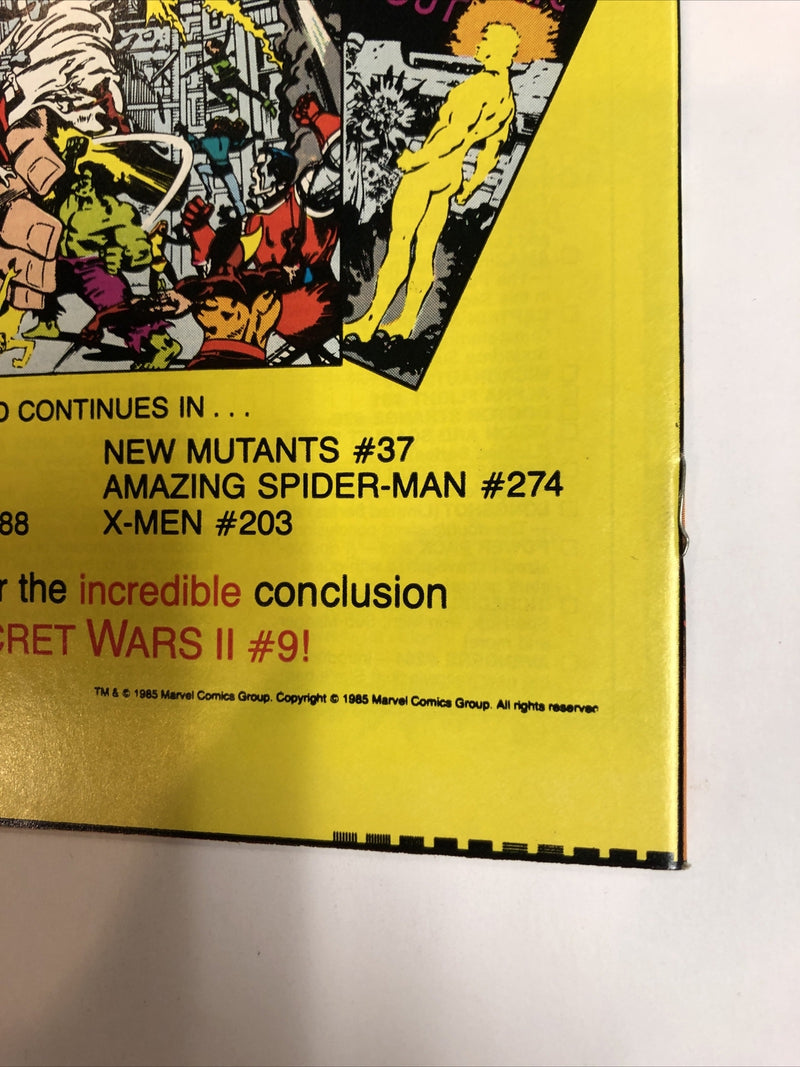 CONTINUES IN...
NEW MUTANTS #37
AMAZING SPIDER-MAN #274
88 X-MEN #203
the incredible conclusion
WARS II #9!
TM & © 1985 Marvel Comics Group. Copyright © 1985 Marvel Comics Group. All rights reserved